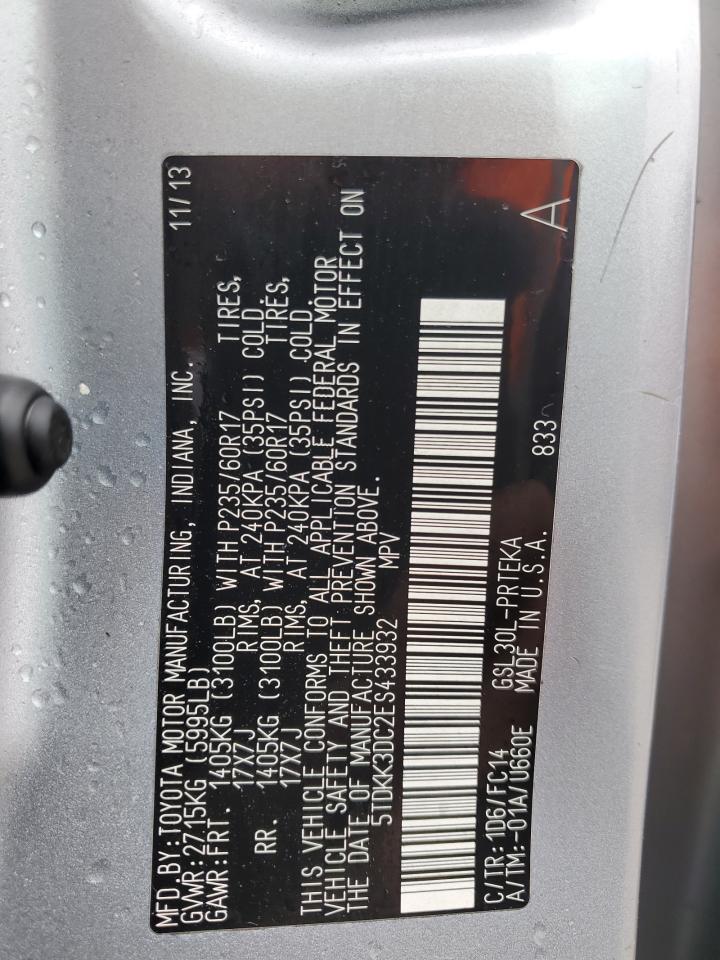 MFD.BY:TOYOTA MOTOR MANUFACTURING, INDIANA, INC. 11/13
GVWR:2715KG (5995LB)
GAWR:FRT. 1405KG (3100LB) WITH P235/60R17 TIRES,
17X7J RIMS, AT 240KPA (35PSI) COLD
RR. 1405KG (3100LB) WITH P235/60R17 TIRES,
17X7J RIMS, AT 240KPA (35PSI) COLD
THIS VEHICLE CONFORMS TO ALL APPLICABLE FEDERAL MOTOR
VEHICLE SAFETY AND THEFT PREVENTION STANDARDS IN EFFECT ON
THE DATE OF MANUFACTURE SHOWN ABOVE.
5TDKK3DC2ES433932 MPV
C/TR:1D6/FC14 GSL30L-PRTEKA 833
A/TM:-01A/U660E MADE IN U.S.A. A